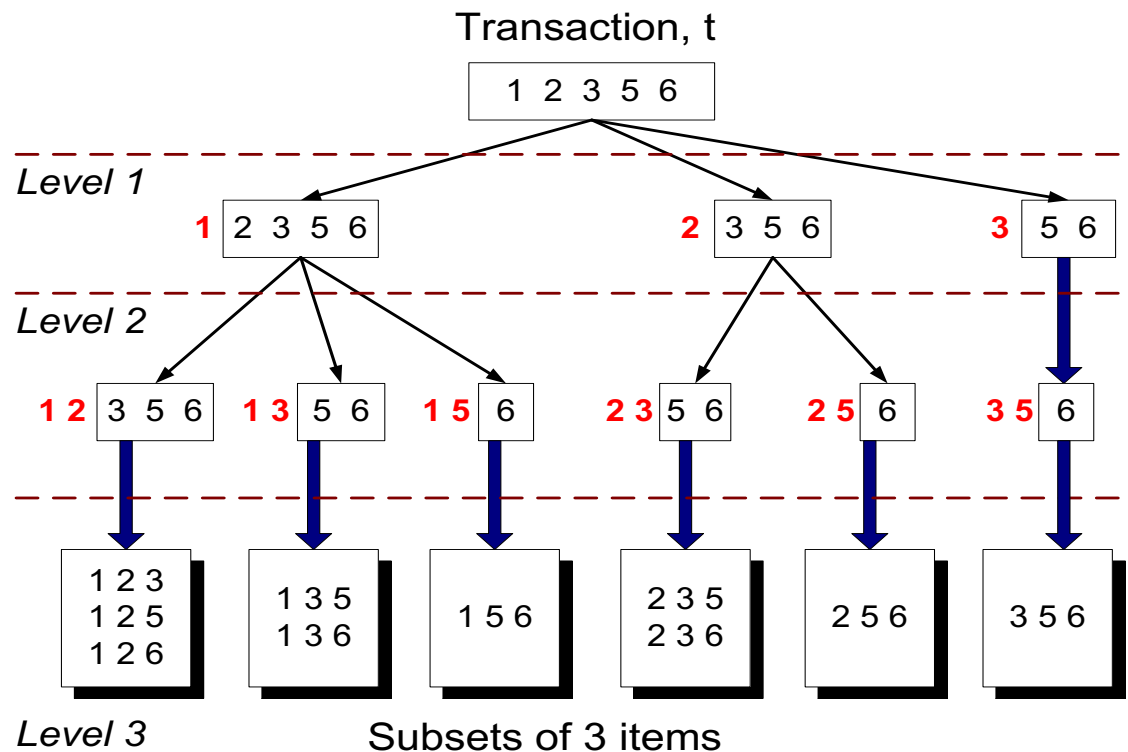 Transaction, t
1 2 3 5 6
Level 1
1 2 3 5 6
2 3 5 6
3 5 6
Level 2
1 2 3 5 6
1 3 5 6
1 5 6
2 3 5 6
2 5 6
3 5 6
1 2 3
1 2 5
1 2 6
1 3 5
1 3 6
1 5 6
2 3 5
2 3 6
2 5 6
3 5 6
Level 3
Subsets of 3 items